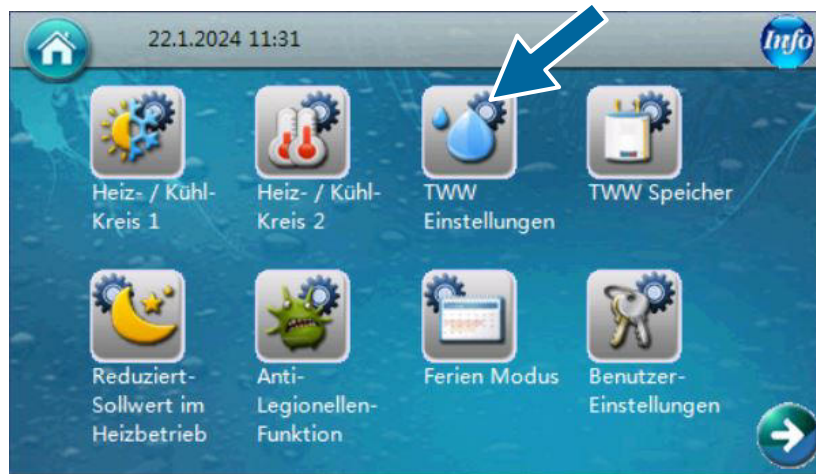 22.1.2024 11:31
Info
Heiz- / Kühl-
Kreis 1
Heiz- / Kühl-
Kreis 2
TWW
Einstellungen
TWW Speicher
Reduziert-
Sollwert im
Heizbetrieb
Anti-
Legionellen-
Funktion
Ferien Modus
Benutzer-
Einstellungen